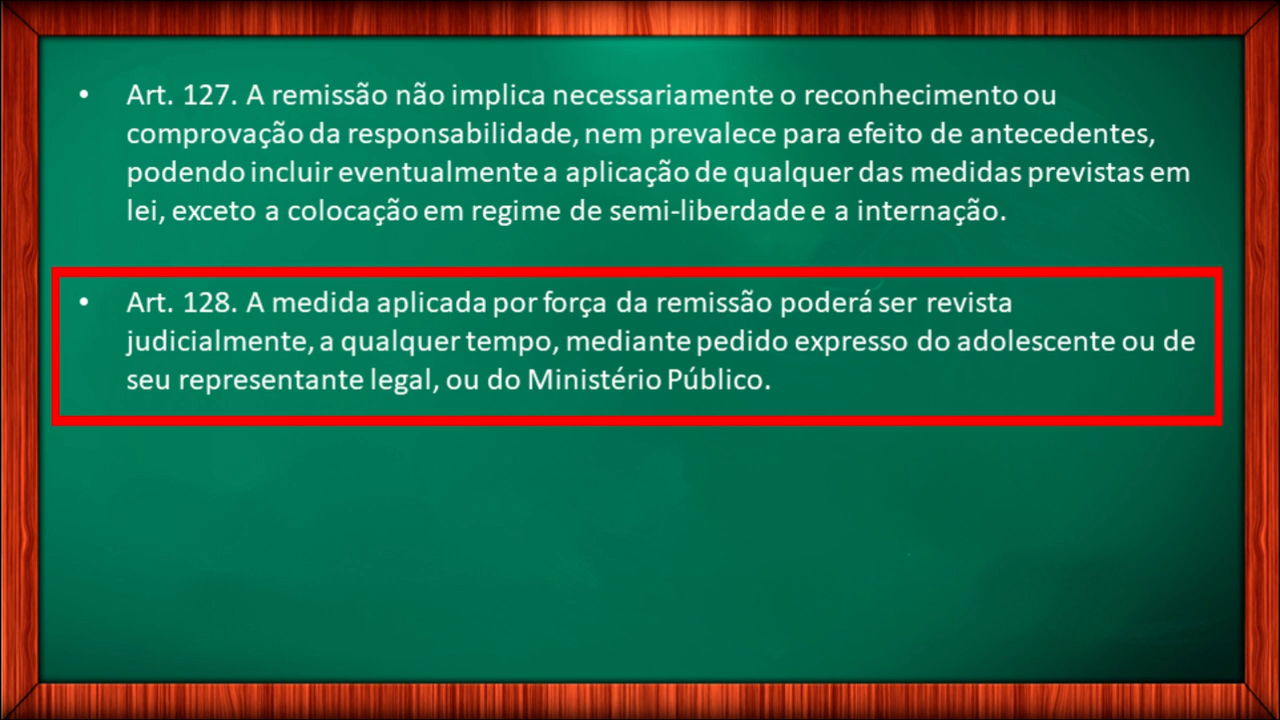 • Art. 127. A remissão não implica necessariamente o reconhecimento ou
comprovação da responsabilidade, nem prevalece para efeito de antecedentes,
podendo incluir eventualmente a aplicação de qualquer das medidas previstas em
lei, exceto a colocação em regime de semi-liberdade e a internação.
• Art. 128. A medida aplicada por força da remissão poderá ser revista
judicialmente, a qualquer tempo, mediante pedido expresso do adolescente ou de
seu representante legal, ou do Ministério Público.